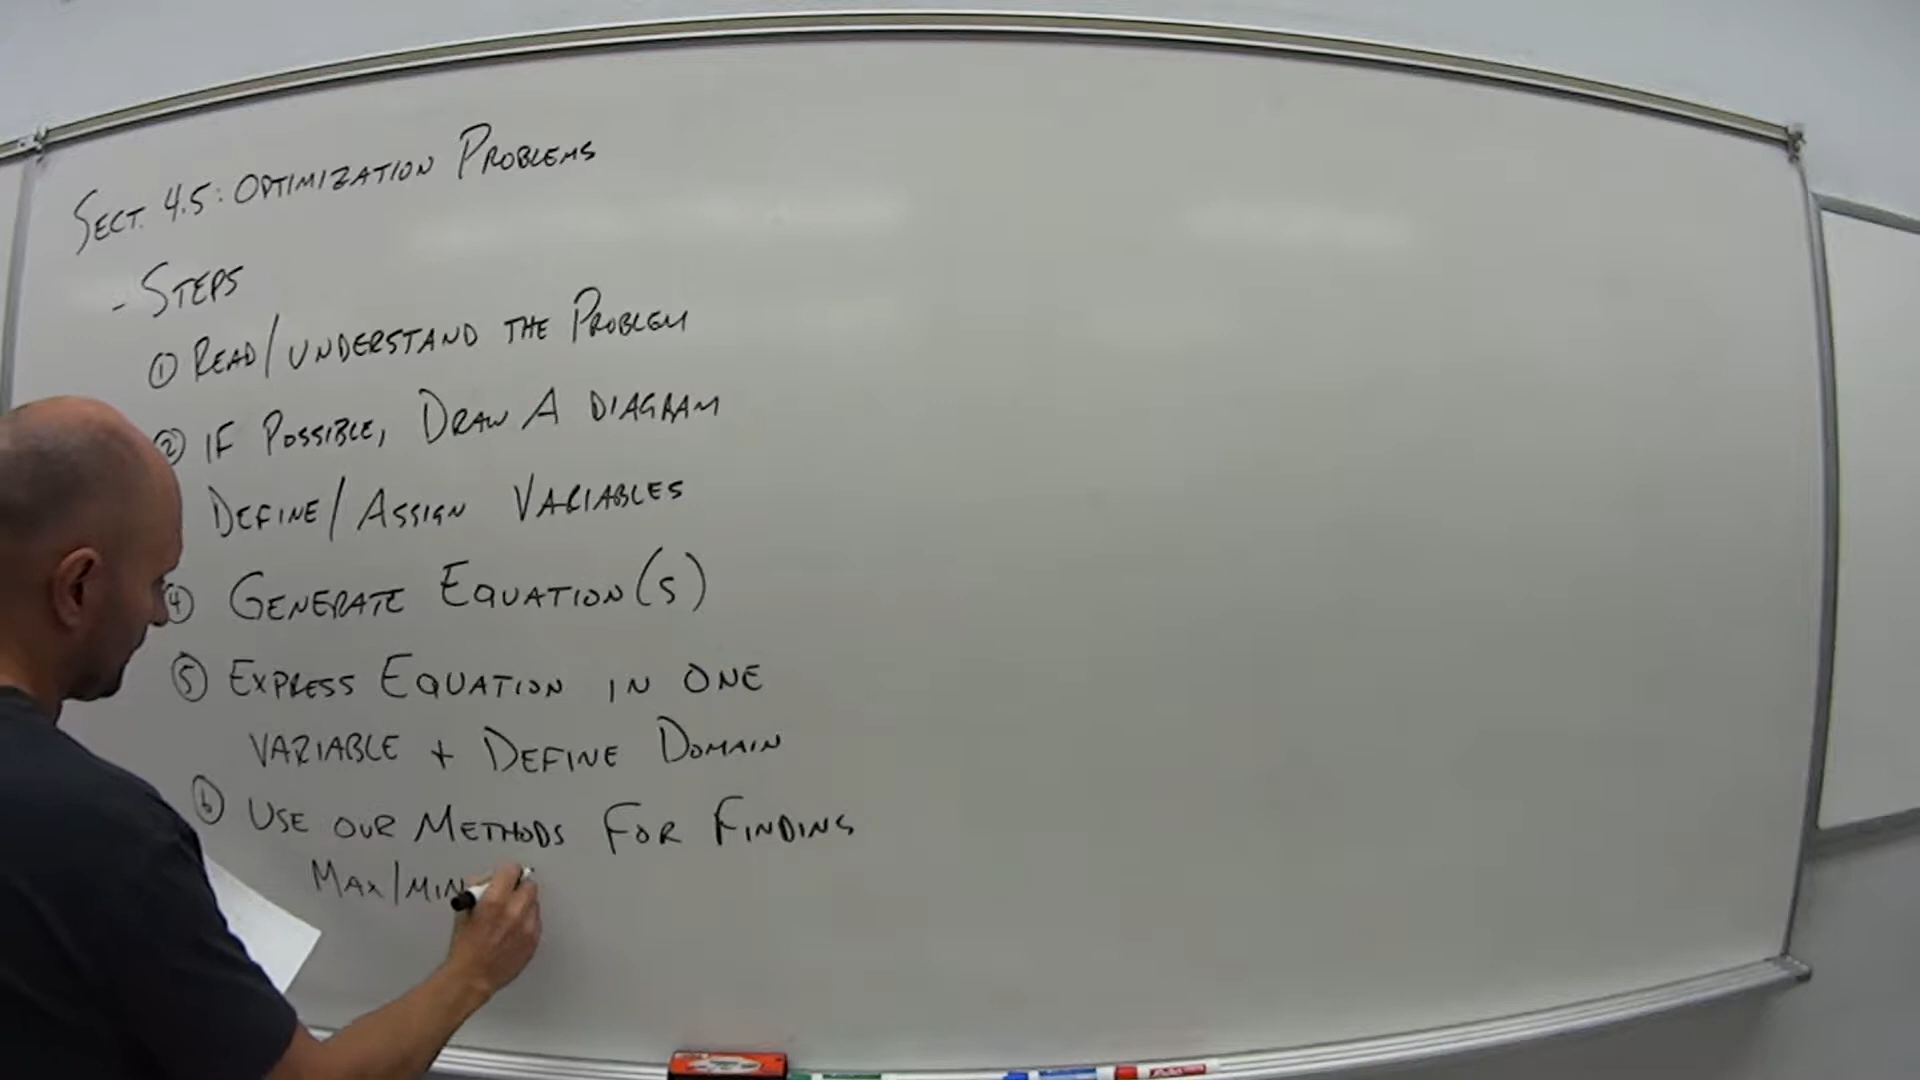 SECT. 4.5: OPTIMIZATION PROBLEMS
- STEPS
① READ/UNDERSTAND THE PROBLEM
② IF POSSIBLE, DRAW A DIAGRAM
DEFINE/ASSIGN VARIABLES
④ GENERATE EQUATION(S)
⑤ EXPRESS EQUATION IN ONE
VARIABLE + DEFINE DOMAIN
⑥ USE OUR METHODS FOR FINDING
MAX/MIN